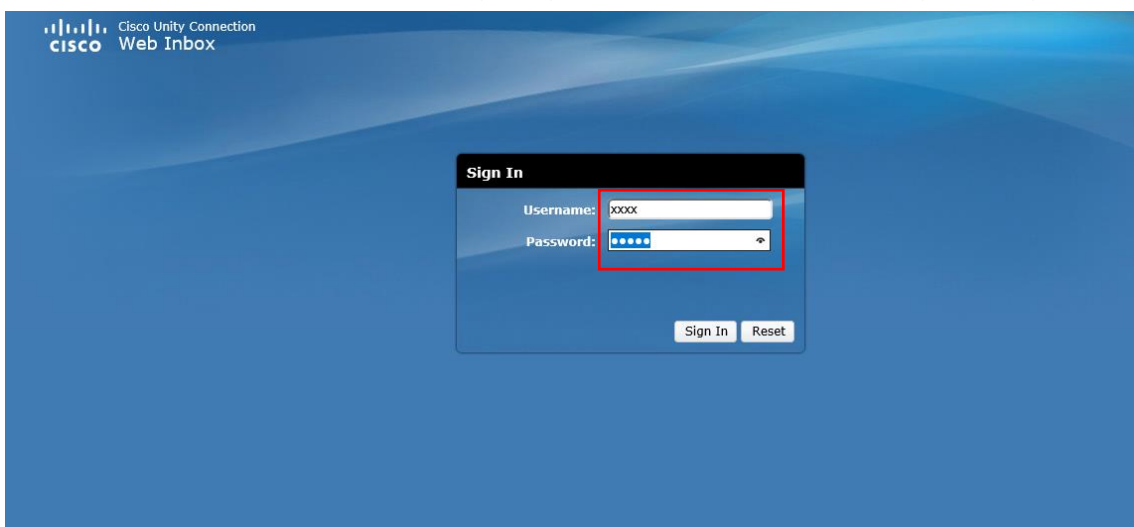 Cisco Unity Connection
CISCO Web Inbox
Sign In
Username: xxxx
Password: •••••
Sign In Reset